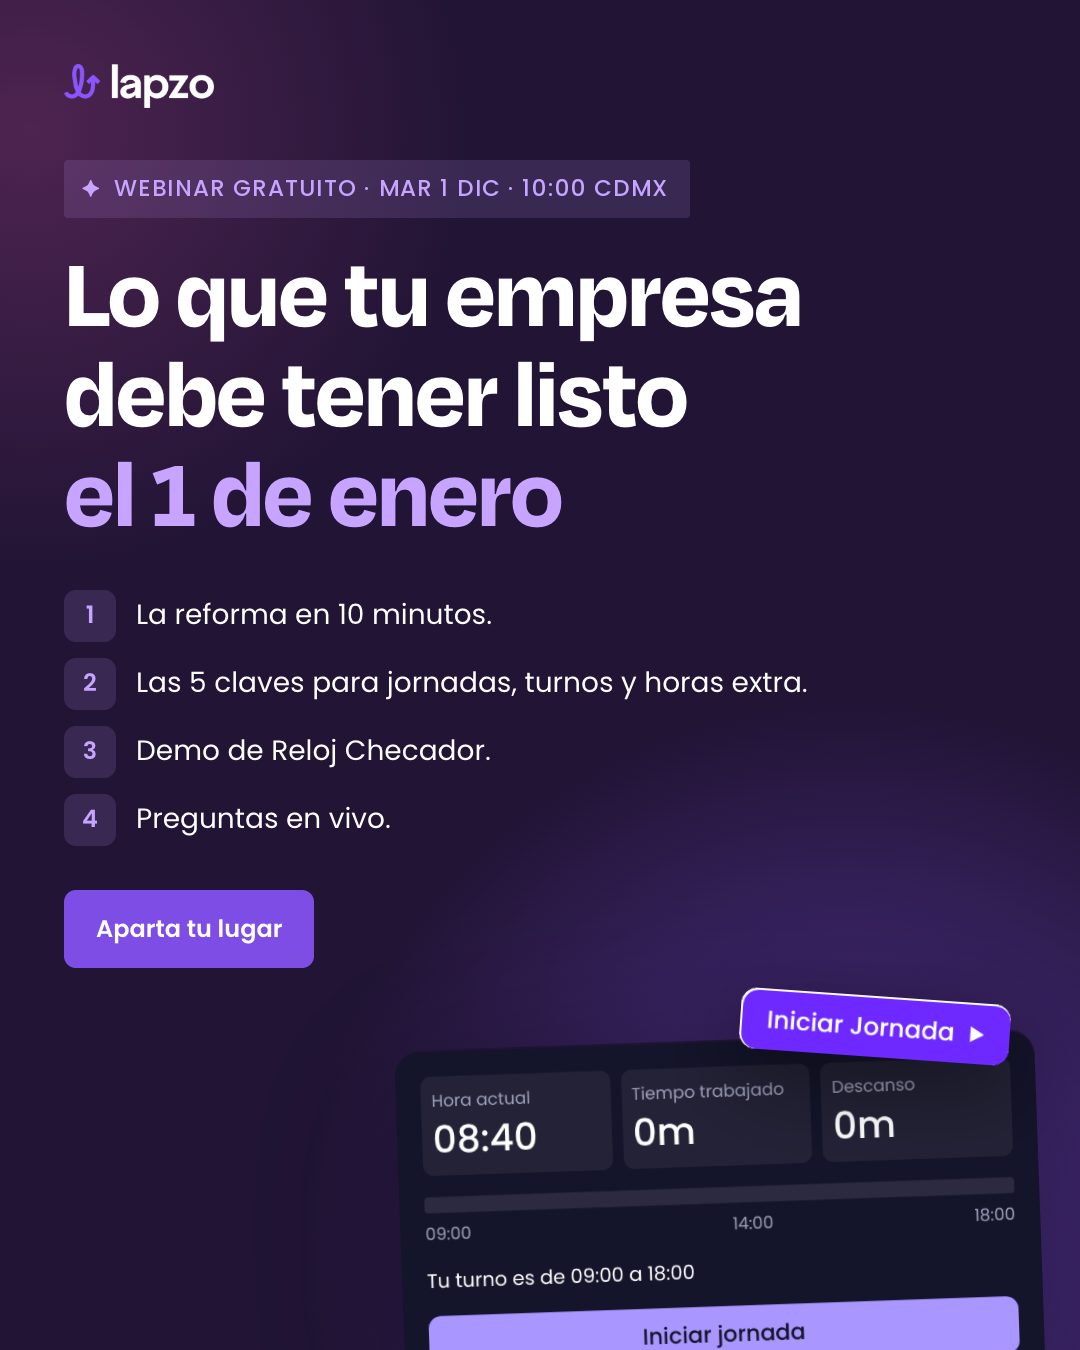 lapzo
WEBINAR GRATUITO · MAR 1 DIC · 10:00 CDMX
Lo que tu empresa
debe tener listo
el 1 de enero
1 La reforma en 10 minutos.
2 Las 5 claves para jornadas, turnos y horas extra.
3 Demo de Reloj Checador.
4 Preguntas en vivo.
Aparta tu lugar
Iniciar Jornada
Hora actual Tiempo trabajado Descanso
08:40 0m 0m
09:00 14:00 18:00
Tu turno es de 09:00 a 18:00
Iniciar jornada